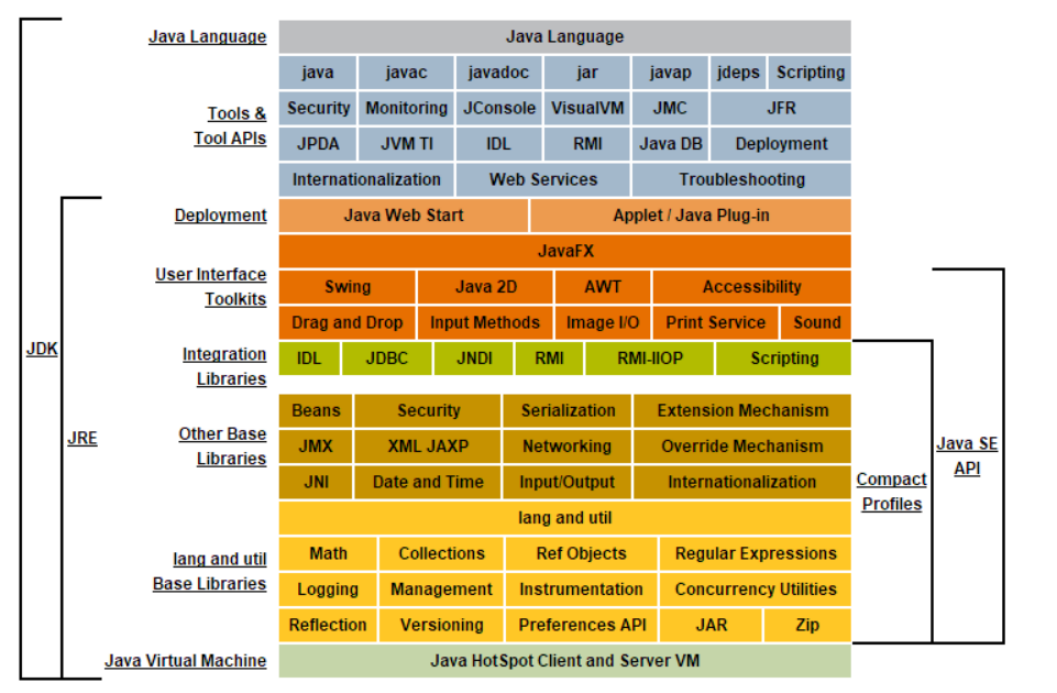 Java Language Java Language
java javac javadoc jar javap jdeps Scripting
Tools & Tool APIs Security Monitoring JConsole VisualVM JMC JFR
JPDA JVM TI IDL RMI Java DB Deployment
Internationalization Web Services Troubleshooting
Deployment Java Web Start Applet / Java Plug-in
JavaFX
User Interface Toolkits Swing Java 2D AWT Accessibility
Drag and Drop Input Methods Image I/O Print Service Sound
JDK
Integration Libraries IDL JDBC JNDI RMI RMI-IIOP Scripting
JRE
Other Base Libraries Beans Security Serialization Extension Mechanism
JMX XML JAXP Networking Override Mechanism
Java SE API
JNI Date and Time Input/Output Internationalization
Compact Profiles
lang and util
lang and util Base Libraries Math Collections Ref Objects Regular Expressions
Logging Management Instrumentation Concurrency Utilities
Reflection Versioning Preferences API JAR Zip
Java Virtual Machine Java HotSpot Client and Server VM